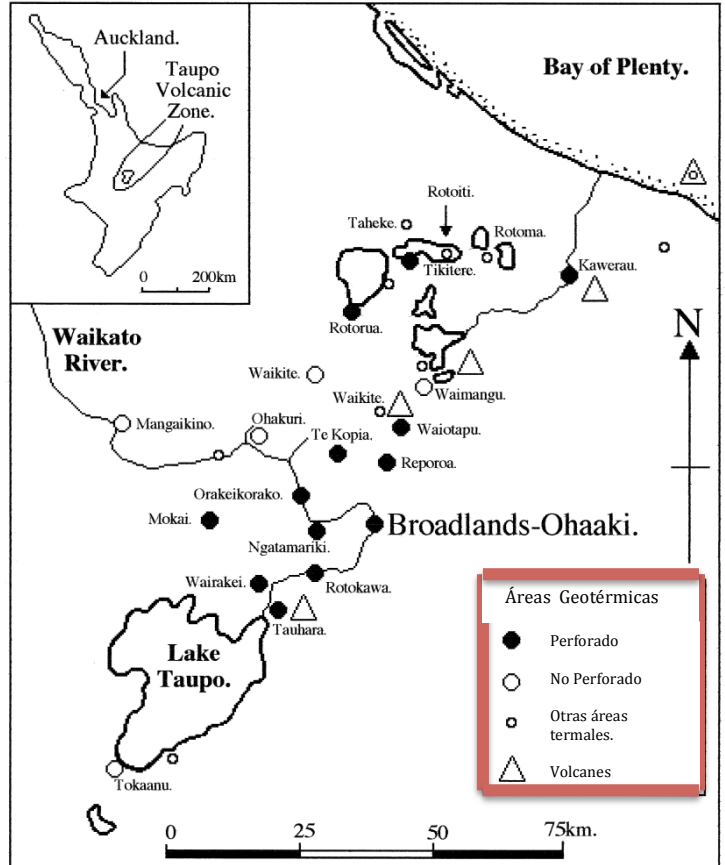 Auckland.
Taupo
Volcanic
Zone.
0 200km
Bay of Plenty.
Rotoiti.
Taheke.
Rotoma.
Tikitere.
Kawerau.
Rotorua.
N
Waikato
River.
Waikite.
Waimangu.
Waikite.
Mangaikino.
Ohakuri.
Te Kopia.
Waiotapu.
Reporoa.
Orakeikorako.
Mokai.
Broadlands-Ohaaki.
Ngatamariki.
Wairakei.
Rotokawa.
Tauhara.
Lake
Taupo.
Tokaanu.
Áreas Geotérmicas
Perforado
No Perforado
Otras áreas
termales.
Volcanes
0 25 50 75km.